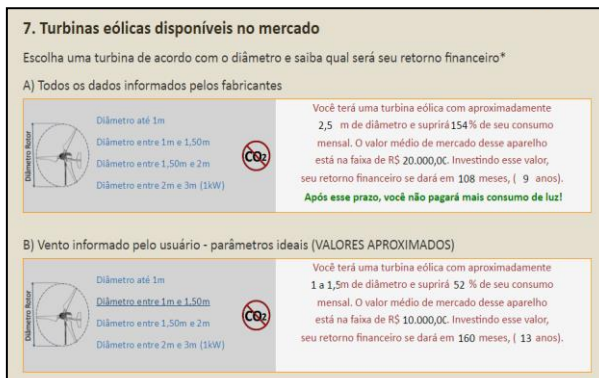 7. Turbinas eólicas disponíveis no mercado
Escolha uma turbina de acordo com o diâmetro e saiba qual será seu retorno financeiro*
A) Todos os dados informados pelos fabricantes
Diâmetro Rotor
Diâmetro até 1m
Diâmetro entre 1m e 1,50m
Diâmetro entre 1,50m e 2m
Diâmetro entre 2m e 3m (1kW)
CO2
Você terá uma turbina eólica com aproximadamente
2,5 m de diâmetro e suprirá 154 % de seu consumo
mensal. O valor médio de mercado desse aparelho
está na faixa de R$ 20.000,0(. Investindo esse valor,
seu retorno financeiro se dará em 108 meses, ( 9 anos).
Após esse prazo, você não pagará mais consumo de luz!
B) Vento informado pelo usuário - parâmetros ideais (VALORES APROXIMADOS)
Diâmetro Rotor
Diâmetro até 1m
Diâmetro entre 1m e 1,50m
Diâmetro entre 1,50m e 2m
Diâmetro entre 2m e 3m (1kW)
CO2
Você terá uma turbina eólica com aproximadamente
1 a 1,5m de diâmetro e suprirá 52 % de seu consumo
mensal. O valor médio de mercado desse aparelho
está na faixa de R$ 10.000,0(. Investindo esse valor,
seu retorno financeiro se dará em 160 meses, ( 13 anos).